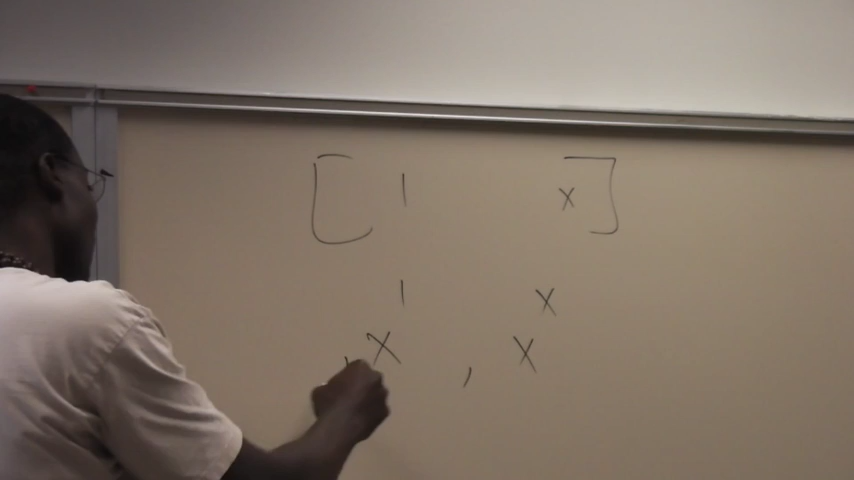 [ 1 x ]
1 x
x , x